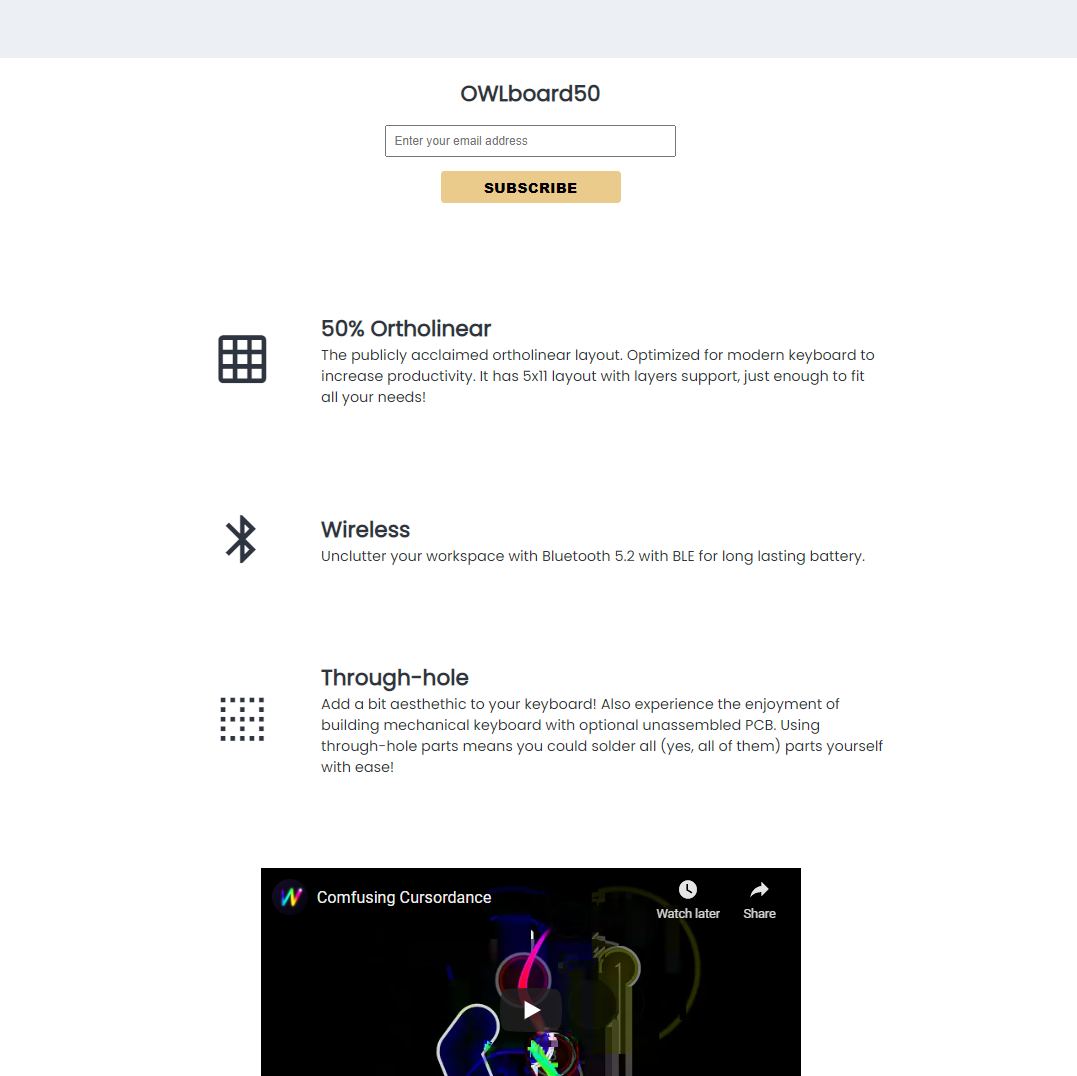 OWLboard50
Enter your email address
SUBSCRIBE
50% Ortholinear
The publicly acclaimed ortholinear layout. Optimized for modern keyboard to
increase productivity. It has 5x11 layout with layers support, just enough to fit
all your needs!
Wireless
Unclutter your workspace with Bluetooth 5.2 with BLE for long lasting battery.
Through-hole
Add a bit aesthethic to your keyboard! Also experience the enjoyment of
building mechanical keyboard with optional unassembled PCB. Using
through-hole parts means you could solder all (yes, all of them) parts yourself
with ease!
Comfusing Cursordance
Watch later
Share
1